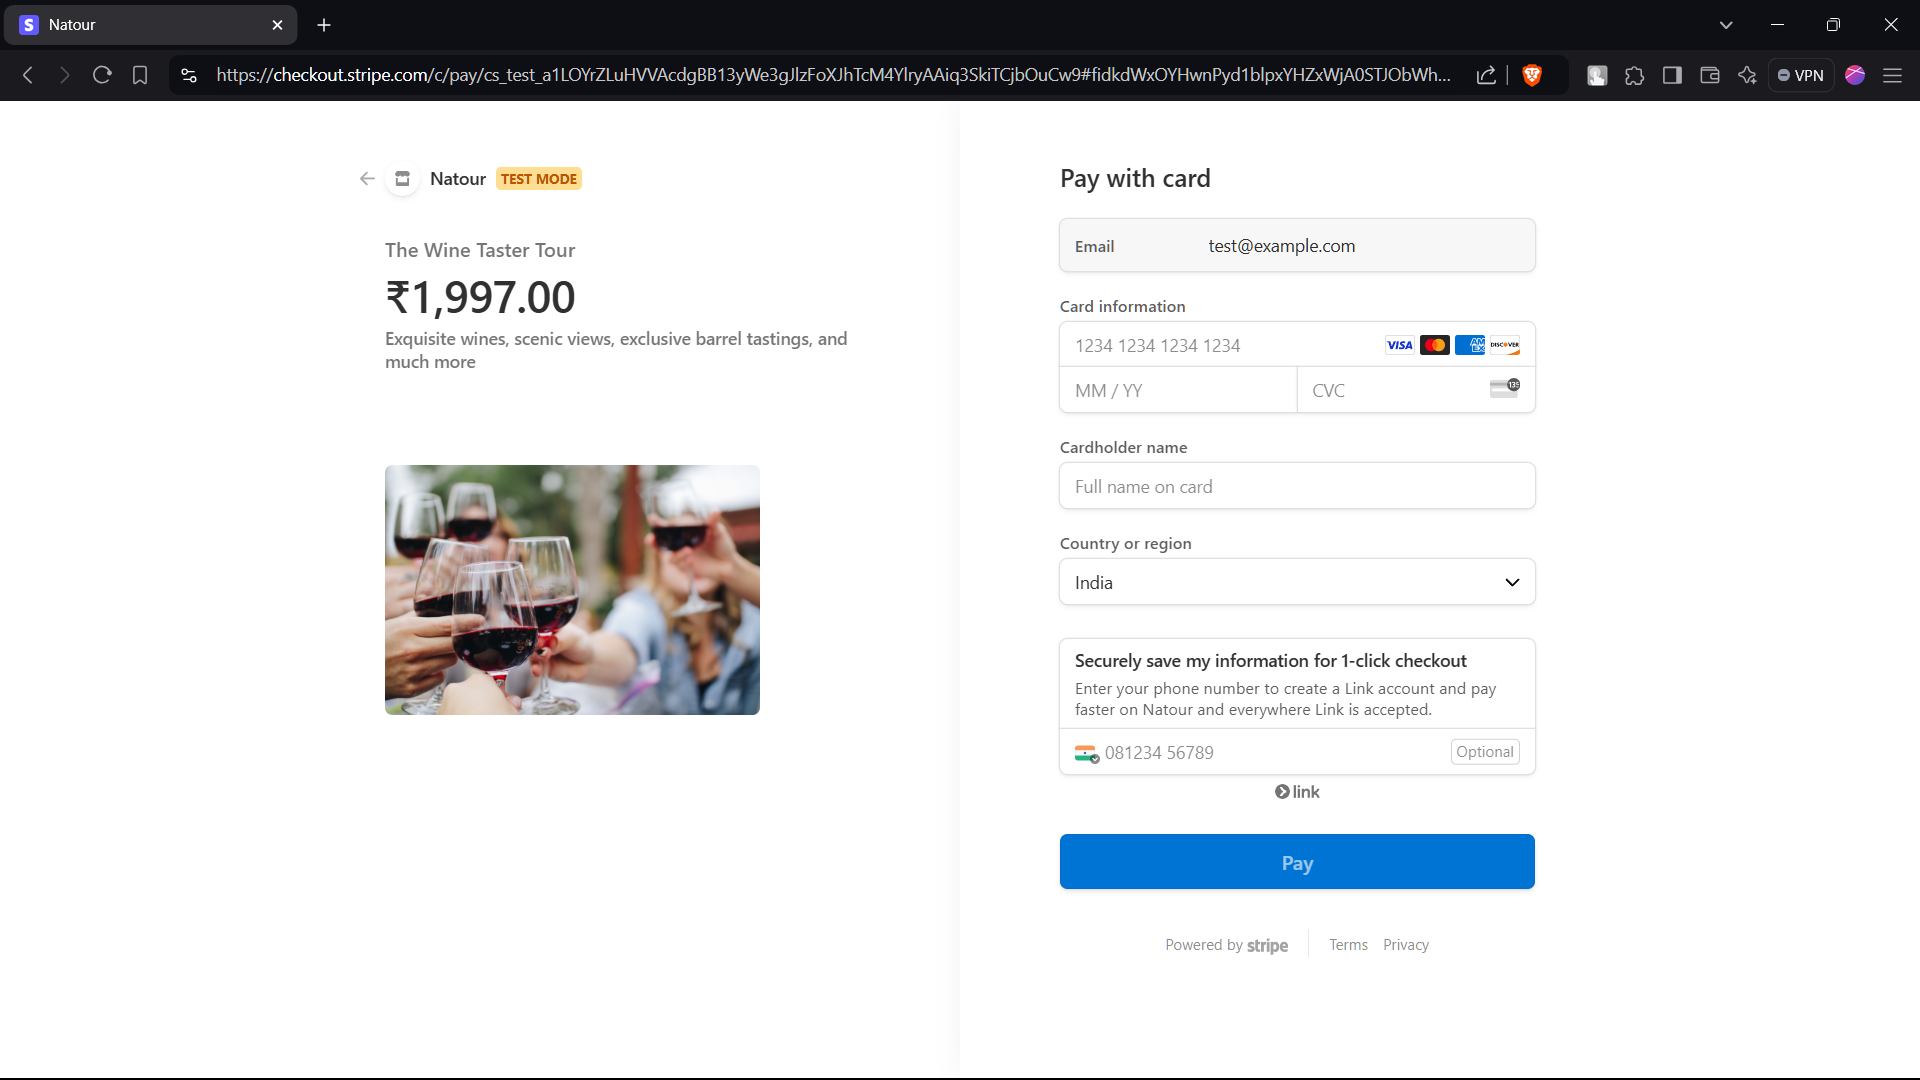 Natour
https://checkout.stripe.com/c/pay/cs_test_a1LOYrZLuHVVAcdgBB13yWe3gJlzFoXJhTcM4YlryAAiq3SkiTCjbOuCw9#fidkdWxOYHwnPyd1blpxYHZxWjA0STJObWh...
VPN
Natour TEST MODE
The Wine Taster Tour
₹1,997.00
Exquisite wines, scenic views, exclusive barrel tastings, and
much more
Pay with card
Email test@example.com
Card information
1234 1234 1234 1234 VISA AM EX DISCOVER
MM / YY CVC 135
Cardholder name
Full name on card
Country or region
India
Securely save my information for 1-click checkout
Enter your phone number to create a Link account and pay
faster on Natour and everywhere Link is accepted.
081234 56789 Optional
link
Pay
Powered by stripe Terms Privacy